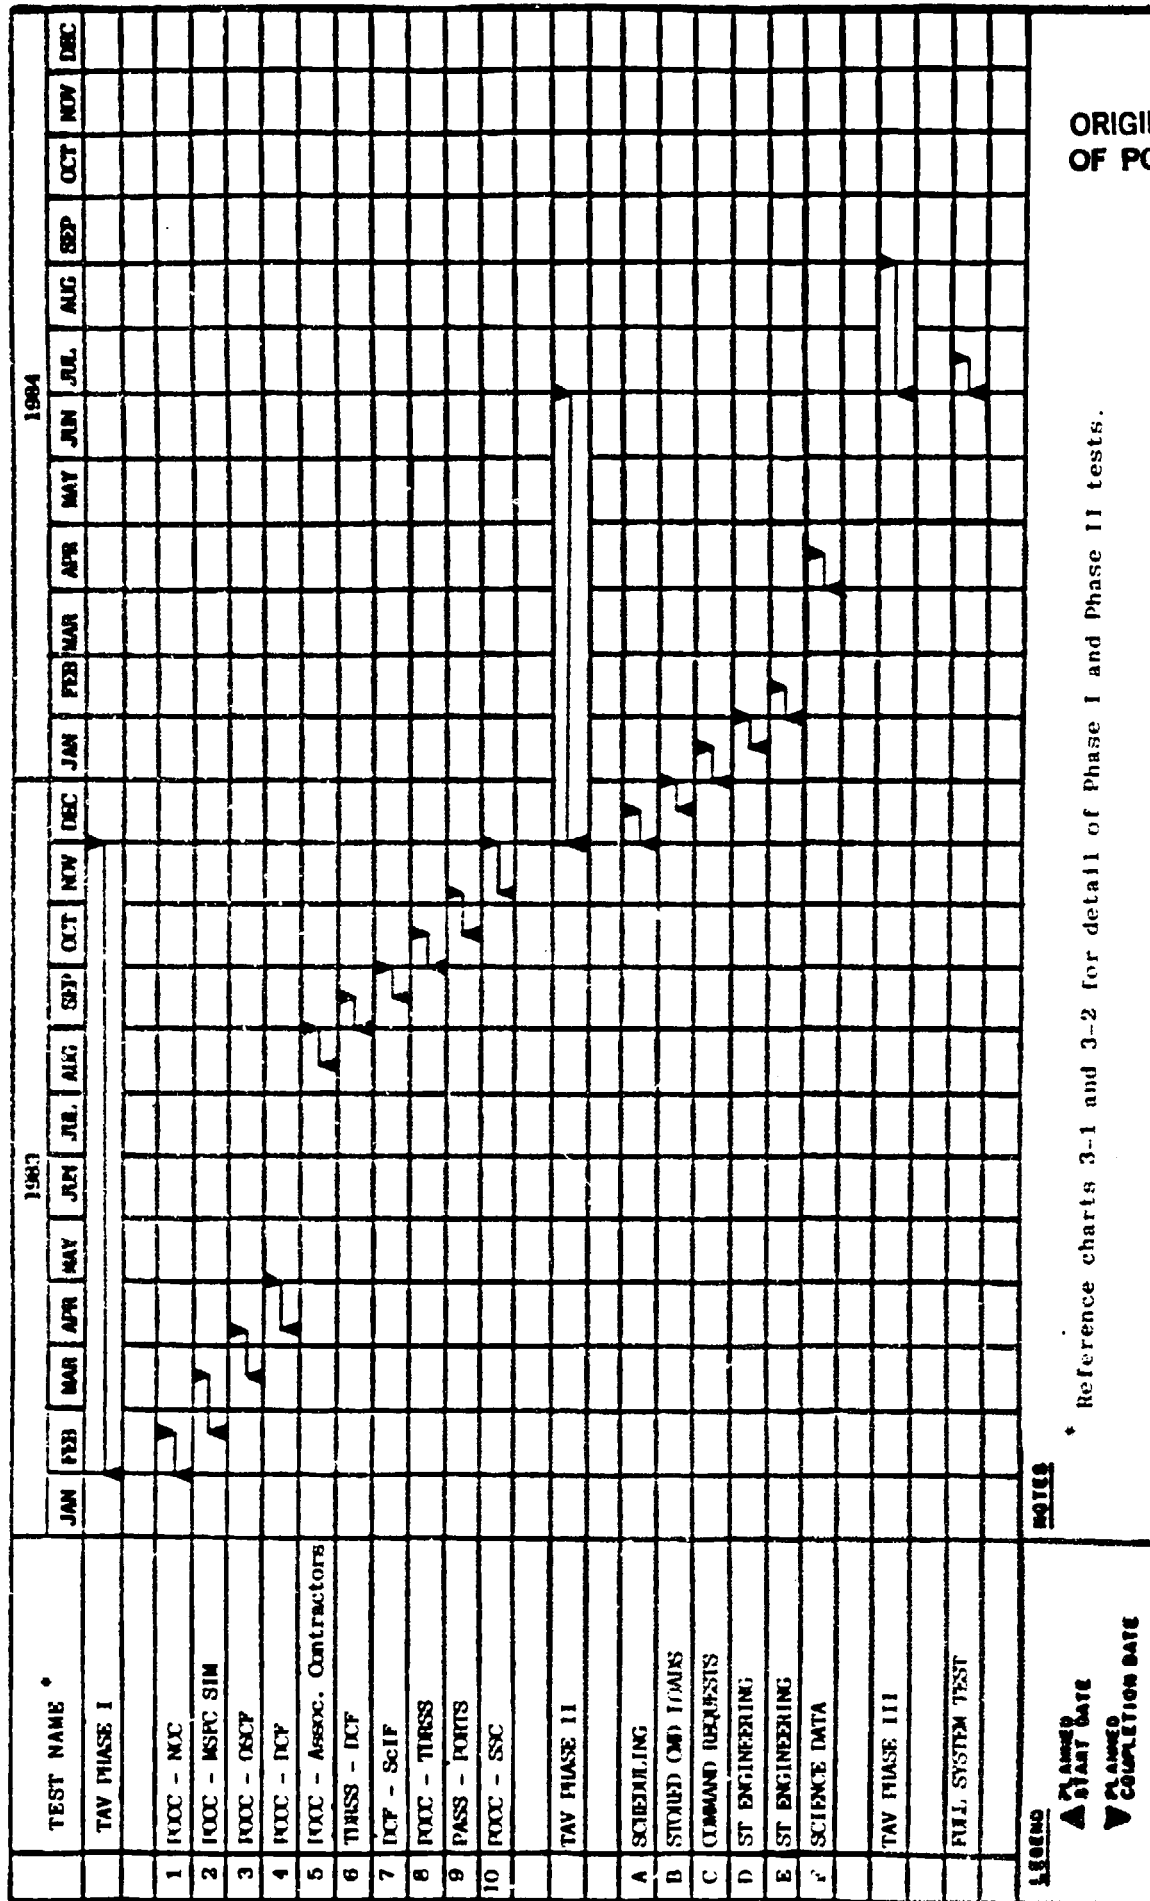 1983 1984
TEST NAME * JAN FEB MAR APR MAY JUN JUL AUG SEP OCT NOV DEC JAN FEB MAR APR MAY JUN JUL AUG SEP OCT NOV DEC
TAV PHASE I
1 POCC - NCC
2 POCC - MSFC SIM
3 POCC - OSCF
4 POCC - DCF
5 POCC - Assoc. Contractors
6 TDRSS - DCF
7 DCF - ScIF
8 POCC - TDRSS
9 PASS - PORTS
10 POCC - SSC
TAV PHASE II
A SCHEDULING
B STORED CMD LOADS
C COMMAND REQUESTS
D ST ENGINEERING
E ST ENGINEERING
F SCIENCE DATA
TAV PHASE III
FULL SYSTEM TEST
LEGEND
PLANNED
START DATE
PLANNED
COMPLETION DATE
NOTES
* Reference charts 3-1 and 3-2 for detail of Phase I and Phase II tests.
OF